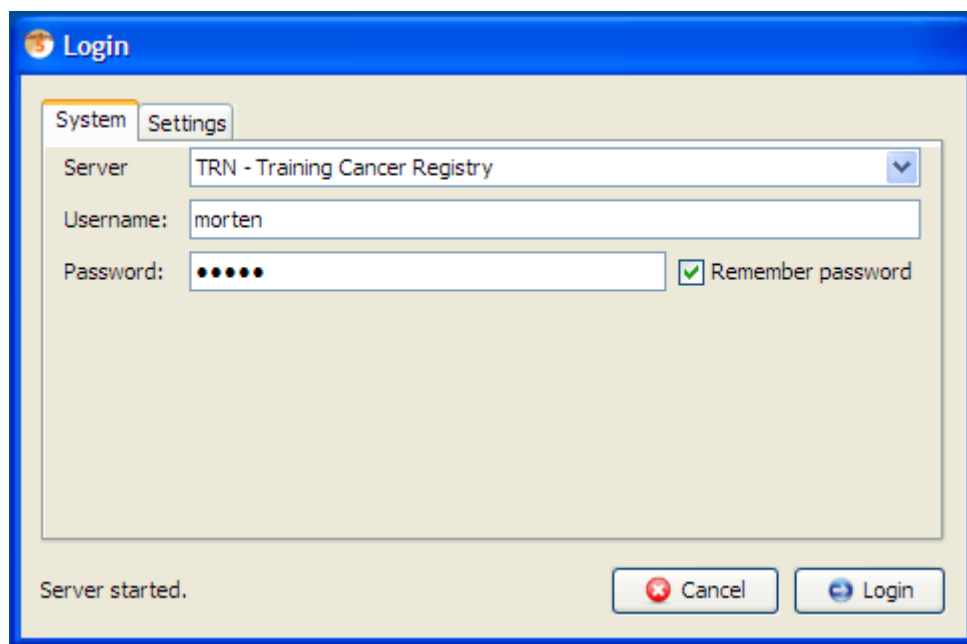 Login
System Settings
Server TRN - Training Cancer Registry
Username: morten
Password: ●●●●● Remember password
Server started. Cancel Login